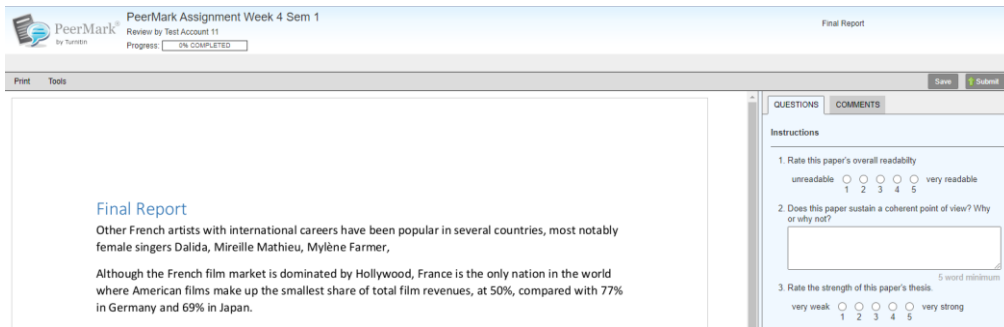 PeerMark®
by Turnitin
PeerMark Assignment Week 4 Sem 1
Review by Test Account 11
Progress: 0% COMPLETED
Final Report
Print Tools
Save Submit
QUESTIONS COMMENTS
Instructions
1. Rate this paper's overall readabilty
unreadable very readable
1 2 3 4 5
2. Does this paper sustain a coherent point of view? Why
or why not?
5 word minimum
3. Rate the strength of this paper's thesis.
very weak very strong
1 2 3 4 5
Final Report
Other French artists with international careers have been popular in several countries, most notably
female singers Dalida, Mireille Mathieu, Mylène Farmer,
Although the French film market is dominated by Hollywood, France is the only nation in the world
where American films make up the smallest share of total film revenues, at 50%, compared with 77%
in Germany and 69% in Japan.